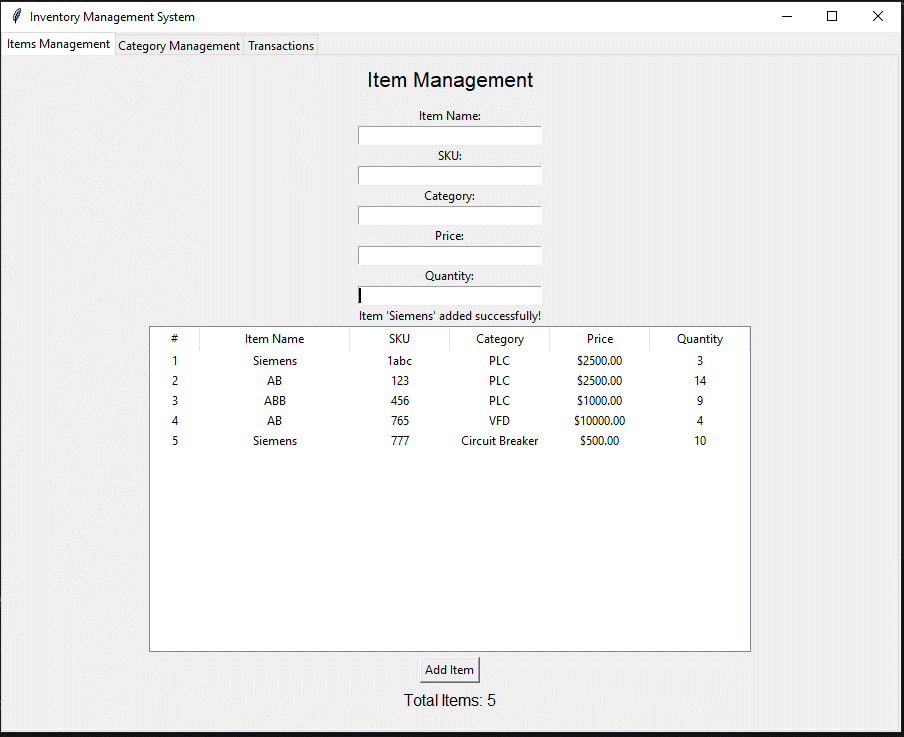 Inventory Management System
Items Management Category Management Transactions
Item Management
Item Name:
SKU:
Category:
Price:
Quantity:
Item 'Siemens' added successfully!
# Item Name SKU Category Price Quantity
1 Siemens 1abc PLC $2500.00 3
2 AB 123 PLC $2500.00 14
3 ABB 456 PLC $1000.00 9
4 AB 765 VFD $10000.00 4
5 Siemens 777 Circuit Breaker $500.00 10
Add Item
Total Items: 5